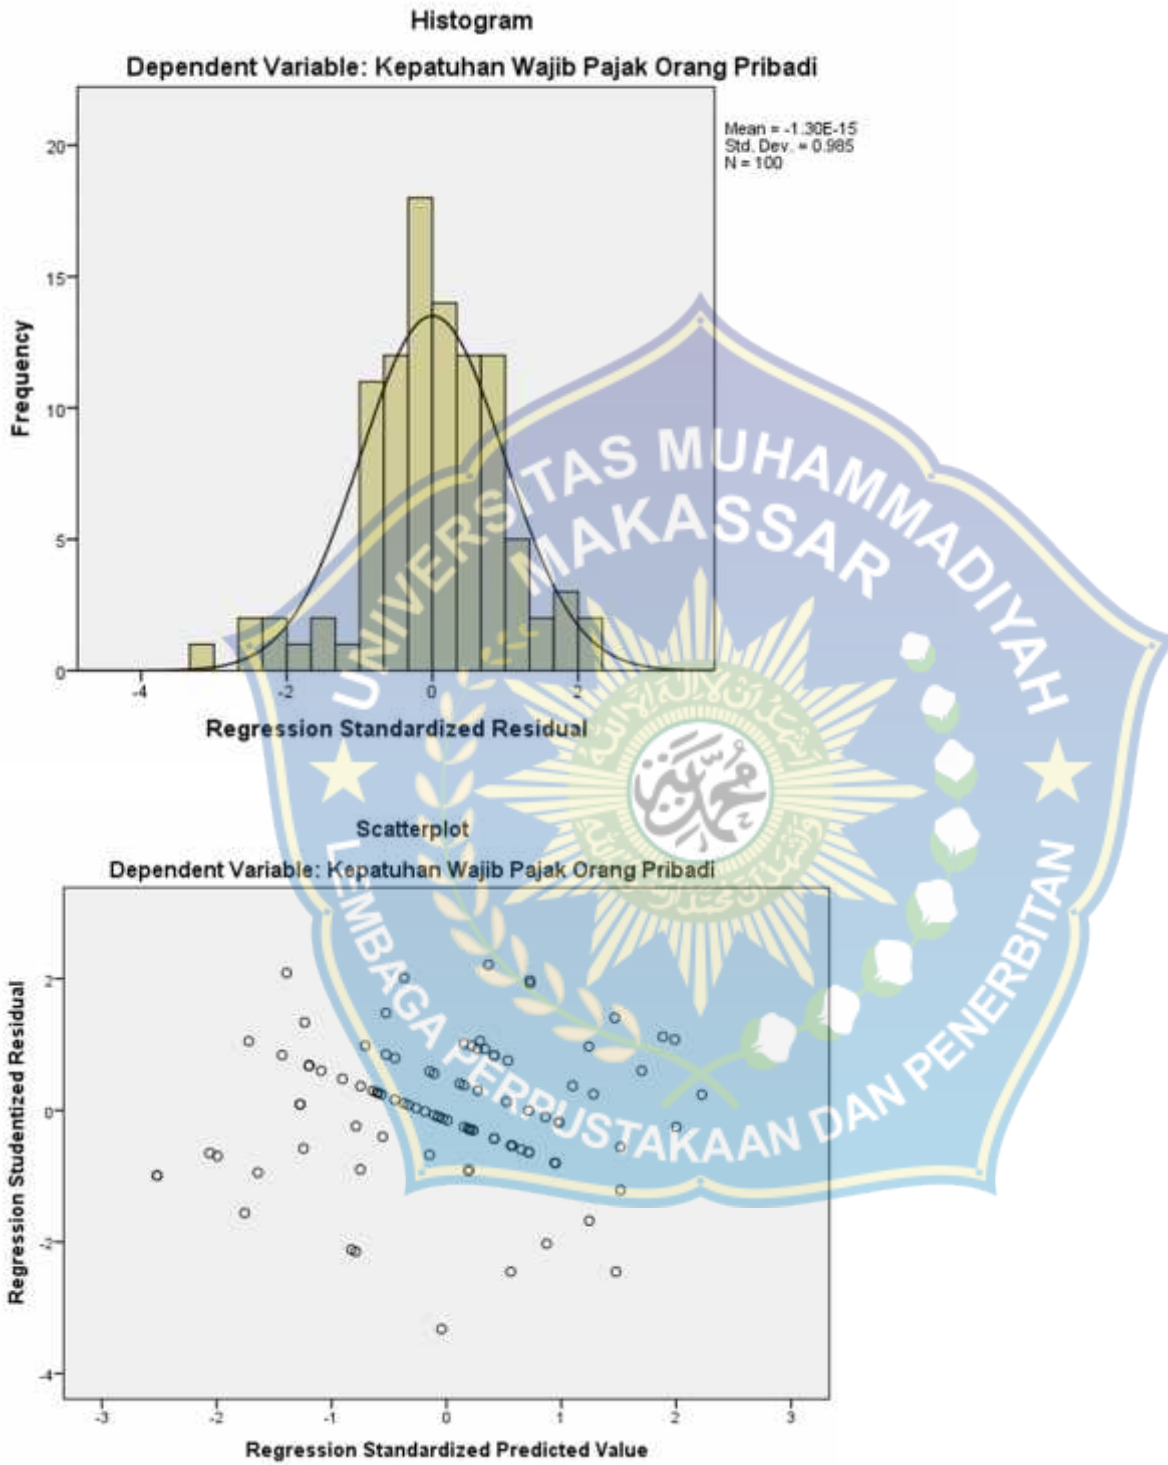 Histogram
Dependent Variable: Kepatuhan Wajib Pajak Orang Pribadi
Mean = -1.30E-15
Std. Dev. = 0.985
N = 100
Frequency
20
15
10
5
0
-4
-2
0
2
Regression Standardized Residual
UNIVERSITAS MUHAMMADIYAH
MAKASSAR
LEMBAGA PERPUSTAKAAN DAN PENERBITAN
Scatterplot
Dependent Variable: Kepatuhan Wajib Pajak Orang Pribadi
Regression Studentized Residual
2
0
-2
-4
-3
-2
-1
0
1
2
3
Regression Standardized Predicted Value